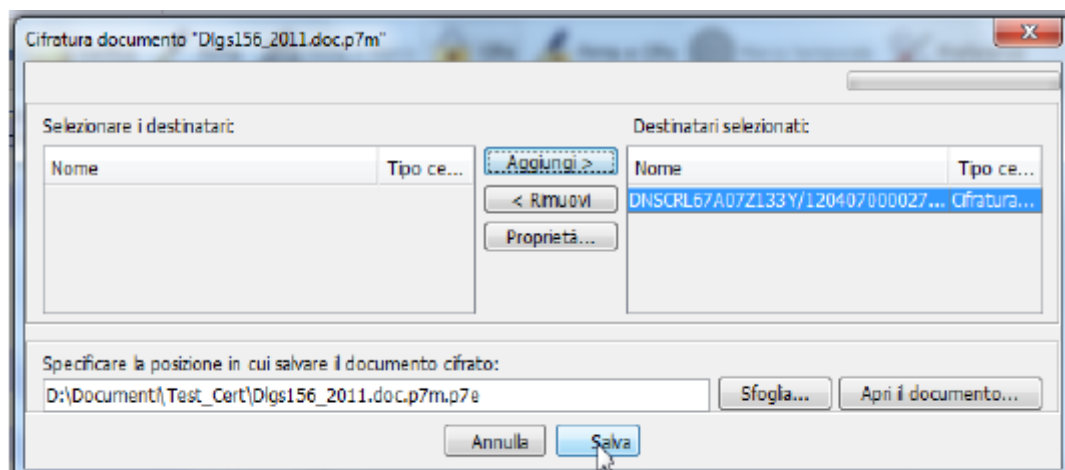 Cifratura documento "Dlgs156_2011.doc.p7m"
Selezionare i destinatari:
Destinatari selezionati:
Nome Tipo ce...
Aggiungi >
Nome Tipo ce...
< Rimuovi
DNSCRL67A07Z133Y/120407000027... Cifratura...
Proprietà...
Specificare la posizione in cui salvare il documento cifrato:
D:\Documenti\Test_Cert\Dlgs156_2011.doc.p7m.p7e
Sfoglia...
Apri il documento...
Annulla
Salva